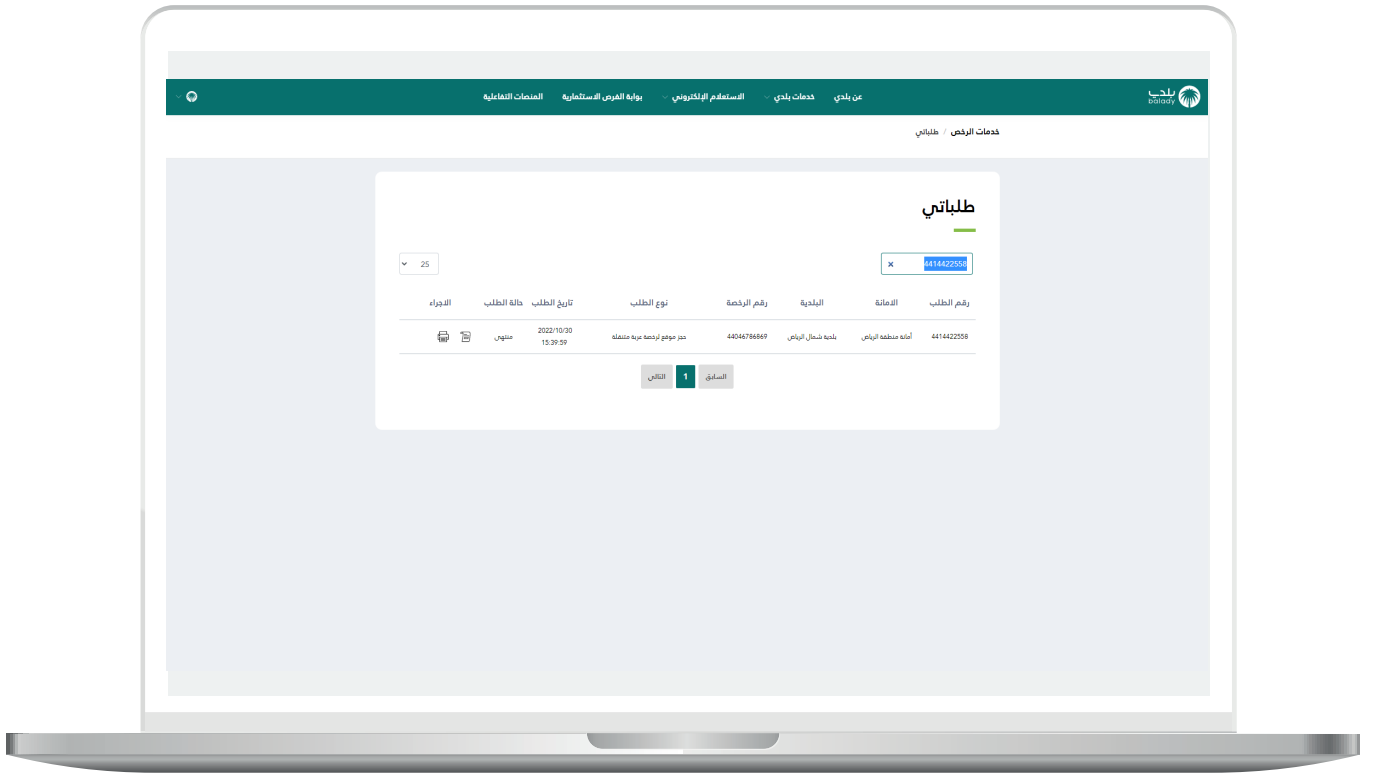 بلدي
balady
عن بلدي خدمات بلدي الاستعلام الإلكتروني بوابة الفرص الاستثمارية المنصات التفاعلية
خدمات الرخص / طلباتي
طلباتي
4414422558 ×
25
رقم الطلب الامانة البلدية رقم الرخصة نوع الطلب تاريخ الطلب حالة الطلب الاجراء
4414422558 أمانة منطقة الرياض بلدية شمال الرياض 44046786869 حجز موقع لرخصة عربة متنقلة 2022/10/30 منتهي
15:39:59
السابق 1 التالي